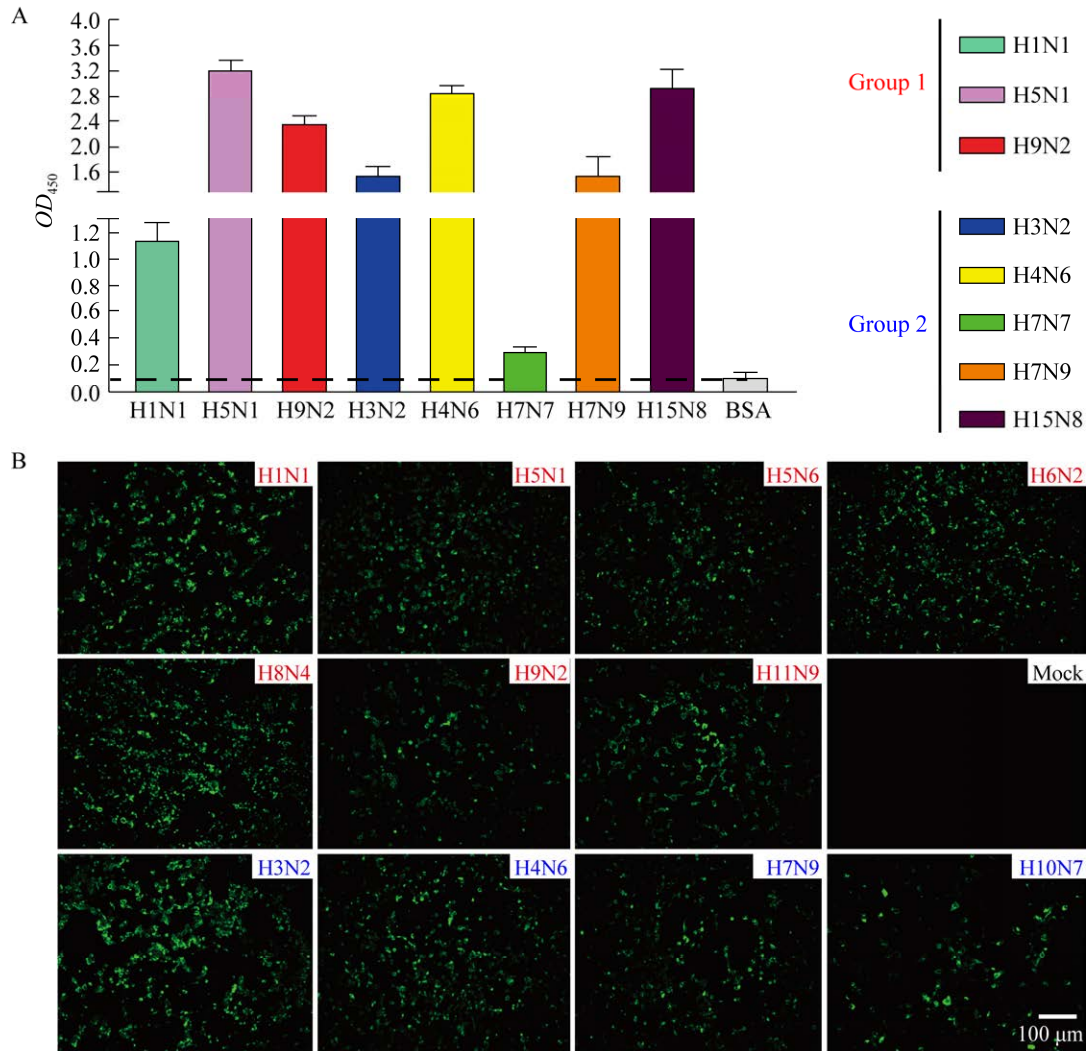 A
4.0
3.6
3.2
2.8
2.4
2.0
1.6
1.2
1.0
0.8
0.6
0.4
0.2
0.0
OD450
H1N1 H5N1 H9N2 H3N2 H4N6 H7N7 H7N9 H15N8 BSA
Group 1
H1N1
H5N1
H9N2
Group 2
H3N2
H4N6
H7N7
H7N9
H15N8
B
H1N1 H5N1 H5N6 H6N2
H8N4 H9N2 H11N9 Mock
H3N2 H4N6 H7N9 H10N7
100 μm